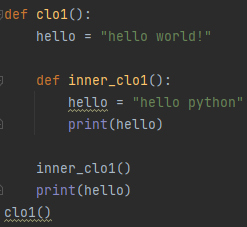 def clo1():
    hello = "hello world!"

    def inner_clo1():
        hello = "hello python"
        print(hello)

    inner_clo1()
    print(hello)
clo1()